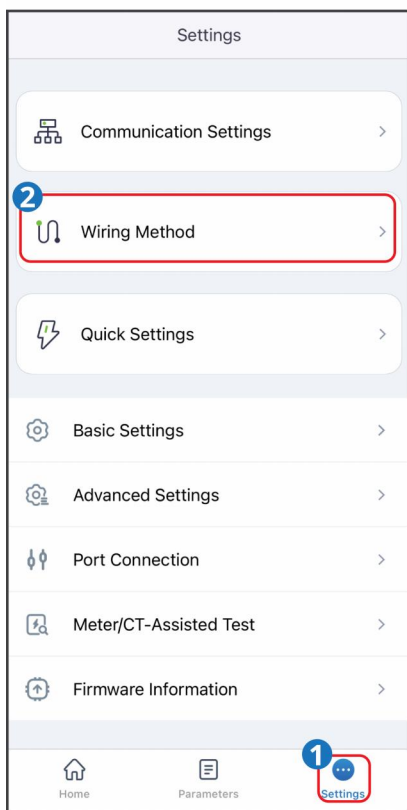 Settings
Communication Settings
2
Wiring Method
Quick Settings
Basic Settings
Advanced Settings
Port Connection
Meter/CT-Assisted Test
Firmware Information
1
Home Parameters Settings